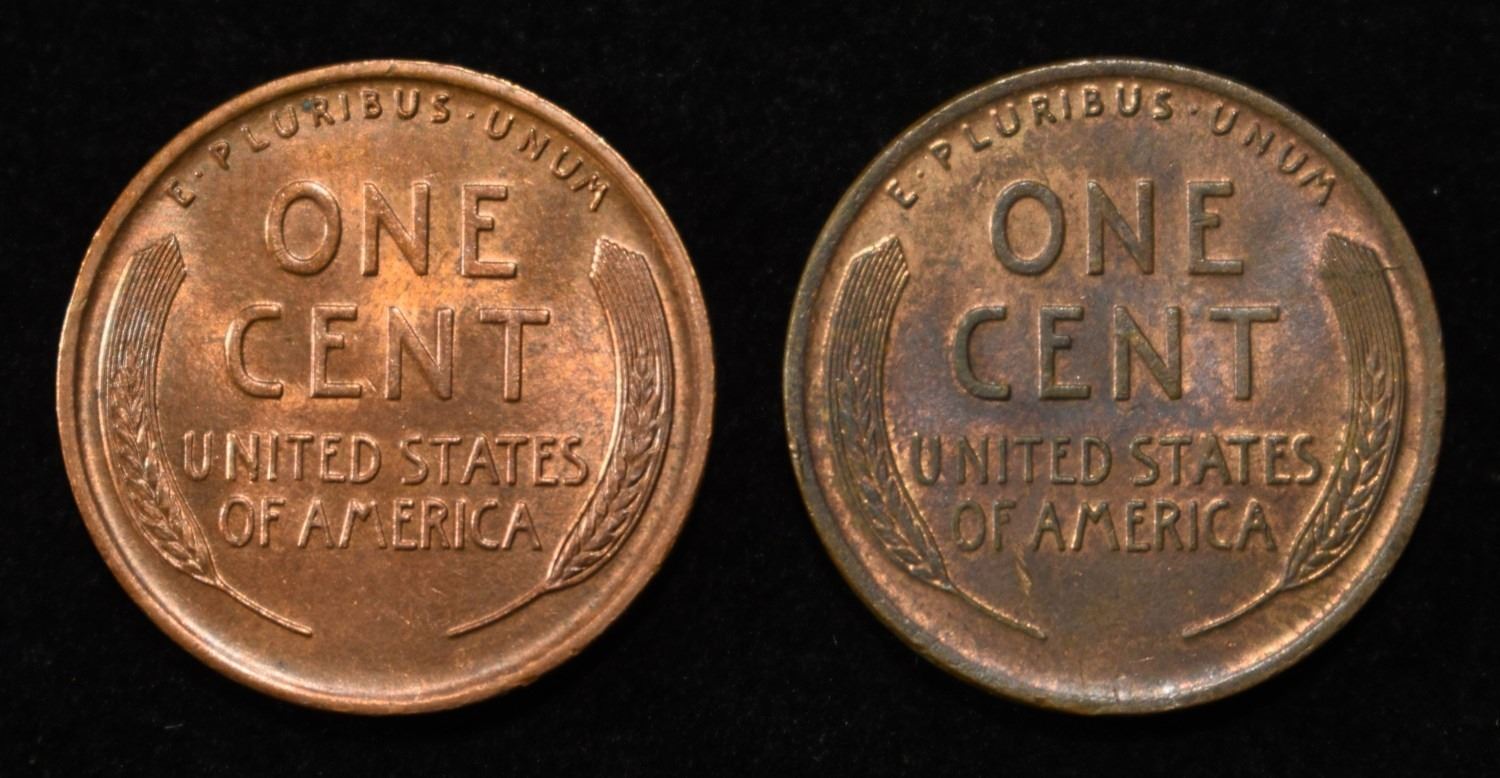 E·PLURIBUS·UNUM
ONE
CENT
UNITED STATES
OF AMERICA
E·PLURIBUS·UNUM
ONE
CENT
UNITED STATES
OF AMERICA